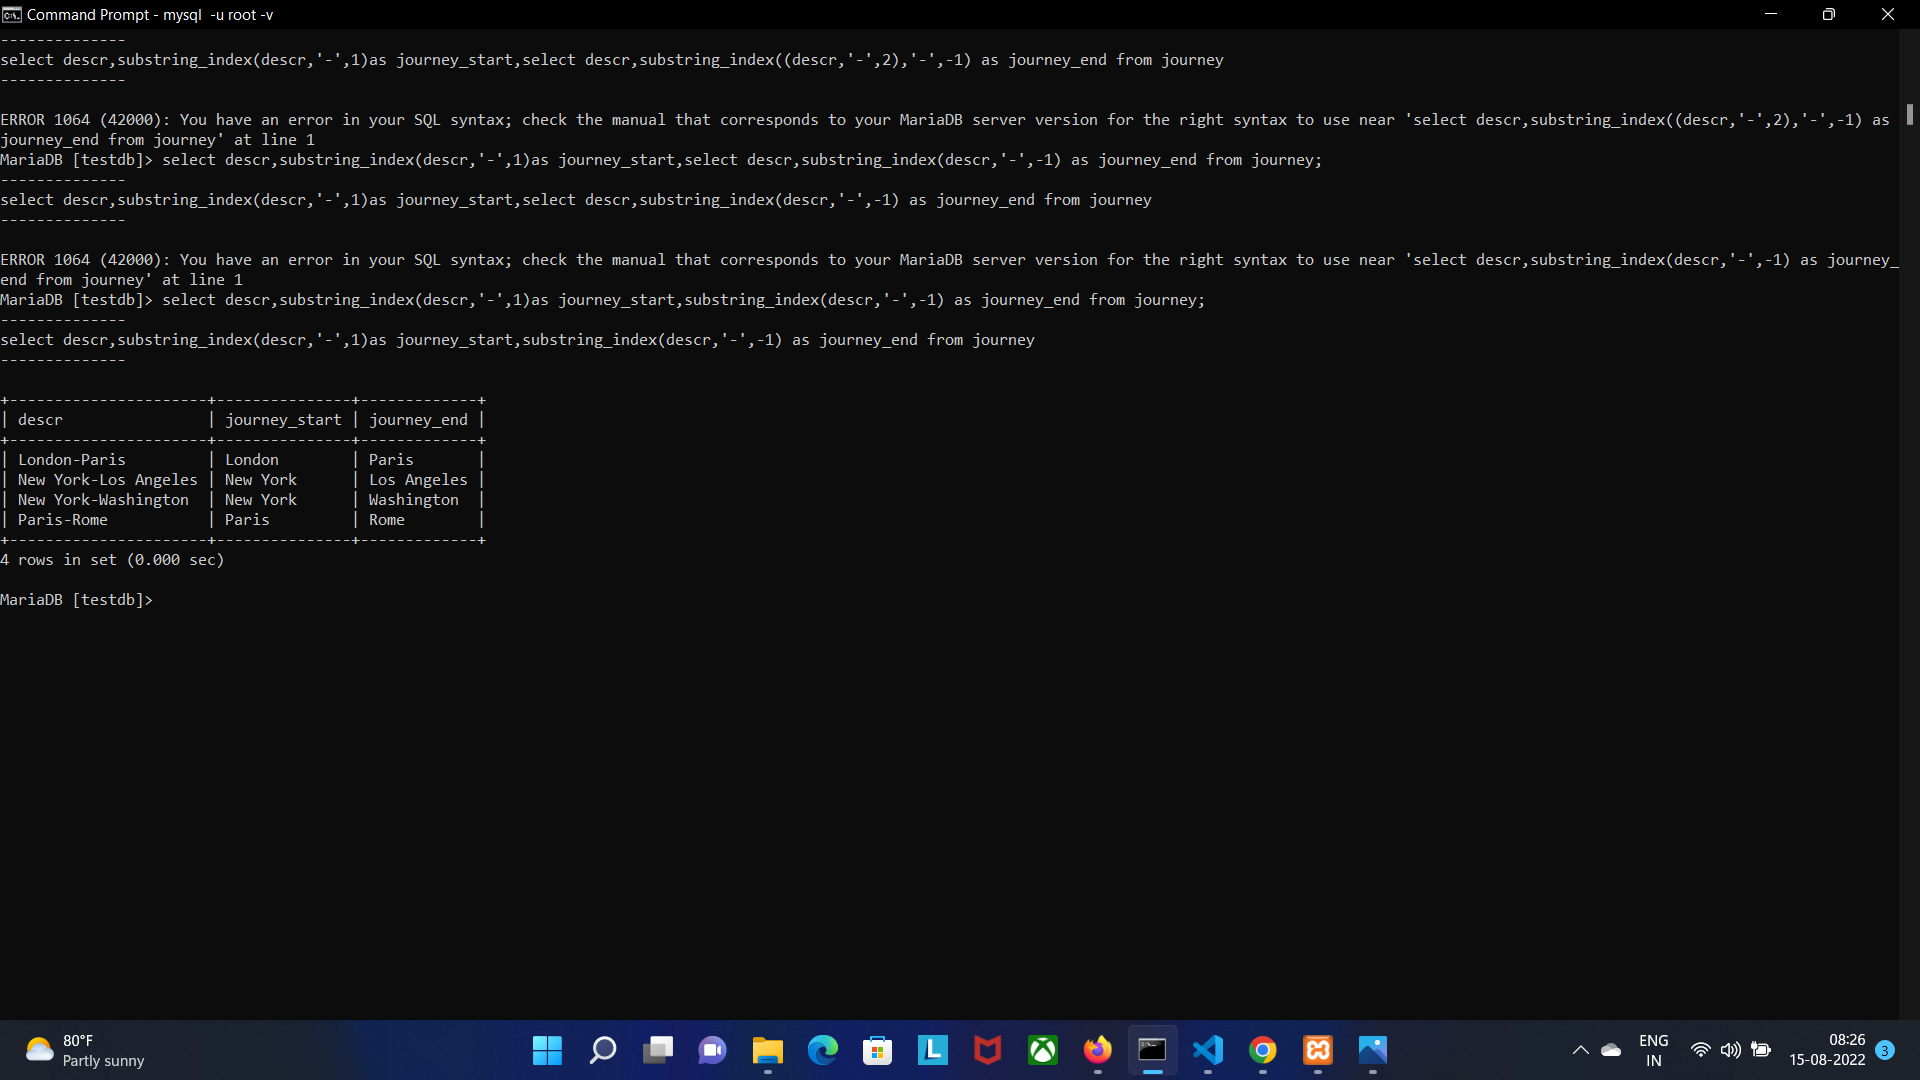 Command Prompt - mysql  -u root -v
--------------
select descr,substring_index(descr,'-',1)as journey_start,select descr,substring_index((descr,'-',2),'-',-1) as journey_end from journey
--------------
ERROR 1064 (42000): You have an error in your SQL syntax; check the manual that corresponds to your MariaDB server version for the right syntax to use near 'select descr,substring_index((descr,'-',2),'-',-1) as
journey_end from journey' at line 1
MariaDB [testdb]> select descr,substring_index(descr,'-',1)as journey_start,select descr,substring_index(descr,'-',-1) as journey_end from journey;
--------------
select descr,substring_index(descr,'-',1)as journey_start,select descr,substring_index(descr,'-',-1) as journey_end from journey
--------------
ERROR 1064 (42000): You have an error in your SQL syntax; check the manual that corresponds to your MariaDB server version for the right syntax to use near 'select descr,substring_index(descr,'-',-1) as journey_
end from journey' at line 1
MariaDB [testdb]> select descr,substring_index(descr,'-',1)as journey_start,substring_index(descr,'-',-1) as journey_end from journey;
--------------
select descr,substring_index(descr,'-',1)as journey_start,substring_index(descr,'-',-1) as journey_end from journey
--------------
+----------------------+---------------+-------------+
| descr                | journey_start | journey_end |
+----------------------+---------------+-------------+
| London-Paris         | London        | Paris       |
| New York-Los Angeles | New York      | Los Angeles |
| New York-Washington  | New York      | Washington  |
| Paris-Rome           | Paris         | Rome        |
+----------------------+---------------+-------------+
4 rows in set (0.000 sec)
MariaDB [testdb]>
80°F
Partly sunny
L
ENG
IN
08:26
15-08-2022
3